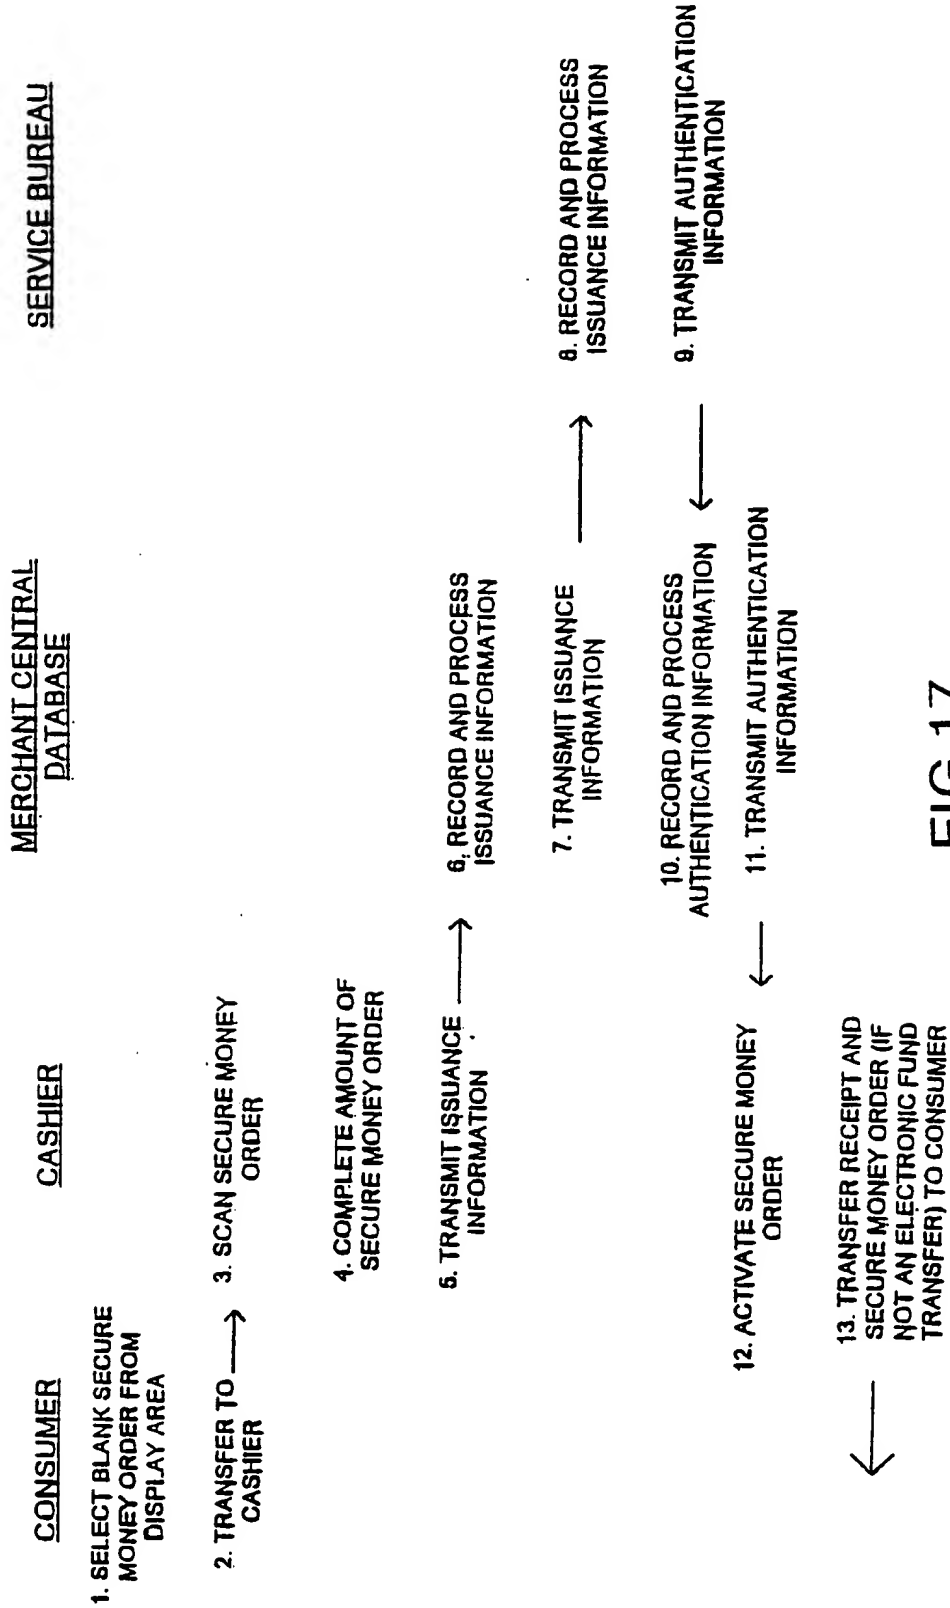 CONSUMER
CASHIER
MERCHANT CENTRAL
DATABASE
SERVICE BUREAU
1. SELECT BLANK SECURE
MONEY ORDER FROM
DISPLAY AREA
2. TRANSFER TO
CASHIER
3. SCAN SECURE MONEY
ORDER
4. COMPLETE AMOUNT OF
SECURE MONEY ORDER
5. TRANSMIT ISSUANCE
INFORMATION
6. RECORD AND PROCESS
ISSUANCE INFORMATION
7. TRANSMIT ISSUANCE
INFORMATION
8. RECORD AND PROCESS
ISSUANCE INFORMATION
9. TRANSMIT AUTHENTICATION
INFORMATION
10. RECORD AND PROCESS
AUTHENTICATION INFORMATION
11. TRANSMIT AUTHENTICATION
INFORMATION
12. ACTIVATE SECURE MONEY
ORDER
13. TRANSFER RECEIPT AND
SECURE MONEY ORDER (IF
NOT AN ELECTRONIC FUND
TRANSFER) TO CONSUMER
FIG. 17